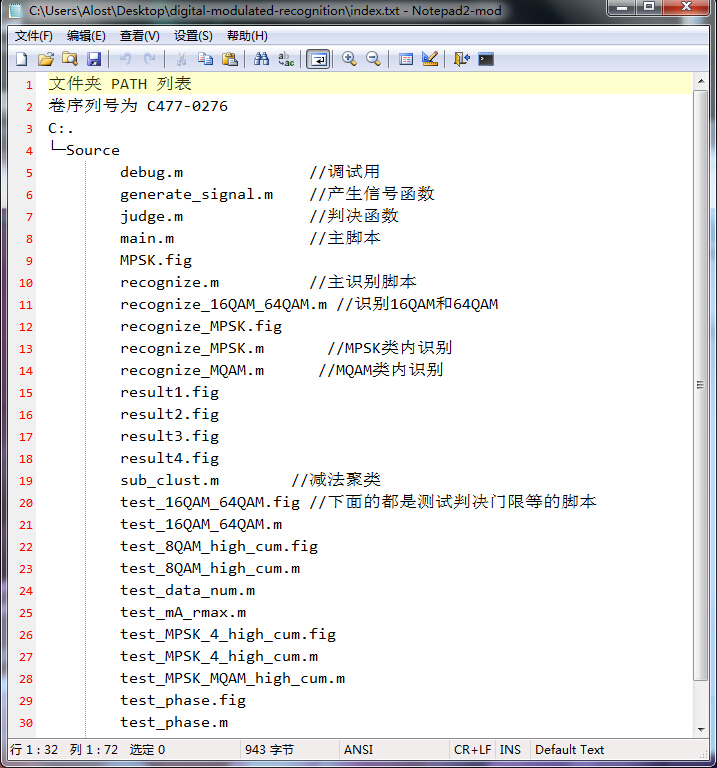 C:\Users\Alost\Desktop\digital-modulated-recognition\index.txt - Notepad2-mod
文件(F) 编辑(E) 查看(V) 设置(S) 帮助(H)
1 文件夹 PATH 列表
2 卷序列号为 C477-0276
3 C:.
4 └─Source
5 debug.m //调试用
6 generate_signal.m //产生信号函数
7 judge.m //判决函数
8 main.m //主脚本
9 MPSK.fig
10 recognize.m //主识别脚本
11 recognize_16QAM_64QAM.m //识别16QAM和64QAM
12 recognize_MPSK.fig
13 recognize_MPSK.m //MPSK类内识别
14 recognize_MQAM.m //MQAM类内识别
15 result1.fig
16 result2.fig
17 result3.fig
18 result4.fig
19 sub_clust.m //减法聚类
20 test_16QAM_64QAM.fig //下面的都是测试判决门限等的脚本
21 test_16QAM_64QAM.m
22 test_8QAM_high_cum.fig
23 test_8QAM_high_cum.m
24 test_data_num.m
25 test_mA_rmax.m
26 test_MPSK_4_high_cum.fig
27 test_MPSK_4_high_cum.m
28 test_MPSK_MQAM_high_cum.m
29 test_phase.fig
30 test_phase.m
行 1 : 32 列 1 : 72 选定 0 943 字节 ANSI CR+LF INS Default Text